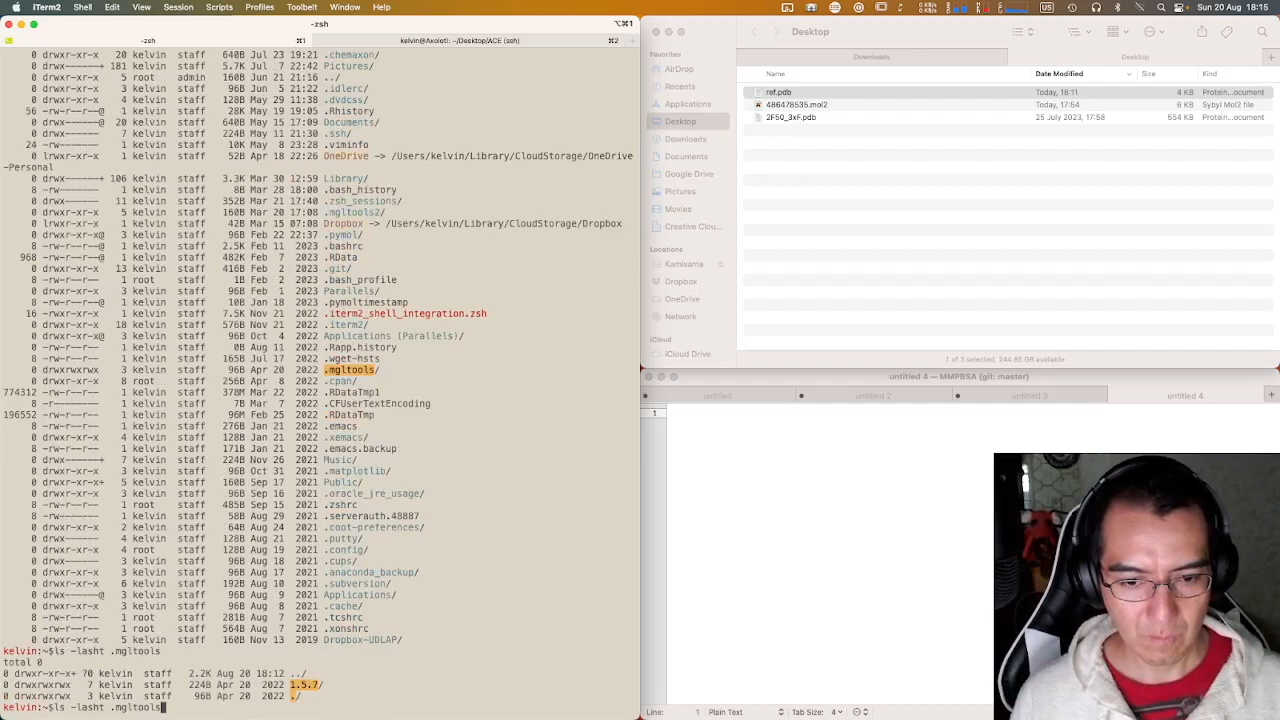 iTerm2 Shell Edit View Session Scripts Profiles Toolbelt Window Help
Sun 20 Aug 18:15
-zsh
⌥⌘1
-zsh ⌘1
kelvin@Axolotl: ~/Desktop/ACE (ssh) ⌘2
0 drwxr-xr-x 20 kelvin staff 640B Jul 23 19:21 .chemaxon/
0 drwx------+ 181 kelvin staff 5.7K Jul 7 22:42 Pictures/
0 drwxr-xr-x 5 root admin 160B Jun 21 21:16 ../
0 drwxr-xr-x 3 kelvin staff 96B Jun 5 21:22 .idlerc/
0 drwxr-xr-x 4 kelvin staff 128B May 29 11:38 .dvdcss/
56 -rw-r--r-- 1 kelvin staff 28K May 19 19:05 .Rhistory
0 drwx------@ 20 kelvin staff 640B May 15 17:09 Documents/
0 drwx------ 7 kelvin staff 224B May 11 21:30 .ssh/
24 -rw------- 1 kelvin staff 10K May 8 23:28 .viminfo
0 lrwxr-xr-x 1 kelvin staff 52B Apr 18 22:26 OneDrive -> /Users/kelvin/Library/CloudStorage/OneDrive
-Personal
0 drwx------+ 106 kelvin staff 3.3K Mar 30 12:59 Library/
8 -rw------- 1 kelvin staff 8B Mar 28 18:00 .bash_history
0 drwx------ 11 kelvin staff 352B Mar 21 17:40 .zsh_sessions/
0 drwxr-xr-x 5 kelvin staff 160B Mar 20 17:08 .mgltools2/
0 lrwxr-xr-x 1 kelvin staff 42B Mar 15 07:08 Dropbox -> /Users/kelvin/Library/CloudStorage/Dropbox
0 drwxr-xr-x@ 3 kelvin staff 96B Feb 22 22:37 .pymol/
8 -rw-r--r-- 1 kelvin staff 2.5K Feb 11 2023 .bashrc
968 -rw-r--r--@ 1 kelvin staff 482K Feb 7 2023 .RData
0 drwxr-xr-x 13 kelvin staff 416B Feb 2 2023 .git/
8 -rw-r--r-- 1 root staff 1B Feb 2 2023 .bash_profile
0 drwxr-xr-x 3 kelvin staff 96B Feb 1 2023 Parallels/
8 -rw-r--r--@ 1 kelvin staff 10B Jan 18 2023 .pymoltimestamp
16 -rw-r--r-- 1 kelvin staff 7.5K Nov 21 2022 .iterm2_shell_integration.zsh
0 drwxr-xr-x 18 kelvin staff 576B Nov 21 2022 .iterm2/
0 drwxr-xr-x@ 3 kelvin staff 96B Oct 4 2022 Applications (Parallels)/
0 -rw-r--r-- 1 kelvin staff 0B Aug 11 2022 .Rapp.history
8 -rw-r--r-- 1 kelvin staff 165B Jul 17 2022 .wget-hsts
0 drwxrwxrwx 3 kelvin staff 96B Apr 20 2022 .mgltools/
0 drwxr-xr-x 8 root staff 256B Apr 8 2022 .cpan/
774312 -rw-r--r-- 1 kelvin staff 378M Mar 22 2022 .RDataTmp1
8 -r-------- 1 kelvin staff 7B Mar 21 2022 .CFUserTextEncoding
196552 -rw-r--r-- 1 kelvin staff 96M Feb 25 2022 .RDataTmp
8 -rw-r--r-- 1 kelvin staff 276B Jan 21 2022 .emacs
0 drwxr-xr-x 4 kelvin staff 128B Jan 21 2022 .xemacs/
8 -rw-r--r-- 1 kelvin staff 171B Jan 21 2022 .emacs.backup
0 drwx------+ 7 kelvin staff 224B Nov 26 2021 Music/
0 drwxr-xr-x 3 kelvin staff 96B Oct 31 2021 .matplotlib/
0 drwxr-xr-x+ 5 kelvin staff 160B Sep 17 2021 Public/
0 drwxr-xr-x 3 kelvin staff 96B Sep 16 2021 .oracle_jre_usage/
8 -rw-r--r-- 1 root staff 485B Sep 15 2021 .zshrc
8 -rw------- 1 kelvin staff 58B Aug 29 2021 .serverauth.48887
0 drwxr-xr-x 2 kelvin staff 64B Aug 24 2021 .coot-preferences/
0 drwx------ 4 kelvin staff 128B Aug 21 2021 .putty/
0 drwxr-xr-x 4 root staff 128B Aug 19 2021 .config/
0 drwx------ 3 kelvin staff 96B Aug 18 2021 .cups/
0 drwxr-xr-x 3 kelvin staff 96B Aug 17 2021 .anaconda_backup/
0 drwxr-xr-x 6 kelvin staff 192B Aug 10 2021 .subversion/
0 drwx------@ 3 kelvin staff 96B Aug 9 2021 Applications/
0 drwxr-xr-x 3 kelvin staff 96B Aug 8 2021 .cache/
8 -rw-r--r-- 1 root staff 281B Aug 7 2021 .tcshrc
8 -rw-r--r-- 1 root staff 564B Aug 7 2021 .xonshrc
0 drwxr-xr-x 5 kelvin staff 160B Nov 13 2019 Dropbox-UDLAP/
kelvin:~$ls -lasht .mgltools
total 0
0 drwxr-xr-x+ 70 kelvin staff 2.2K Aug 20 18:12 ../
0 drwxrwxrwx 7 kelvin staff 224B Apr 20 2022 1.5.7/
0 drwxrwxrwx 3 kelvin staff 96B Apr 20 2022 ./
kelvin:~$ls -lasht .mgltools
Desktop
Favorites
AirDrop
Recents
Applications
Desktop
Downloads
Documents
Google Drive
Pictures
Movies
Creative Clou...
Locations
Kamisama
Dropbox
OneDrive
Network
iCloud
iCloud Drive
Downloads Desktop
Name Date Modified Size Kind
ref.pdb Today, 18:11 4 KB Protein...ocument
486478535.mol2 Today, 17:54 6 KB Sybyl Mol2 file
2F50_3xF.pdb 25 July 2023, 17:58 554 KB Protein...ocument
1 of 3 selected, 244.85 GB available
untitled 4 — MMPBSA (git: master)
untitled untitled 2 untitled 3 untitled 4
1
Line: 1 Plain Text Tab Size: 4